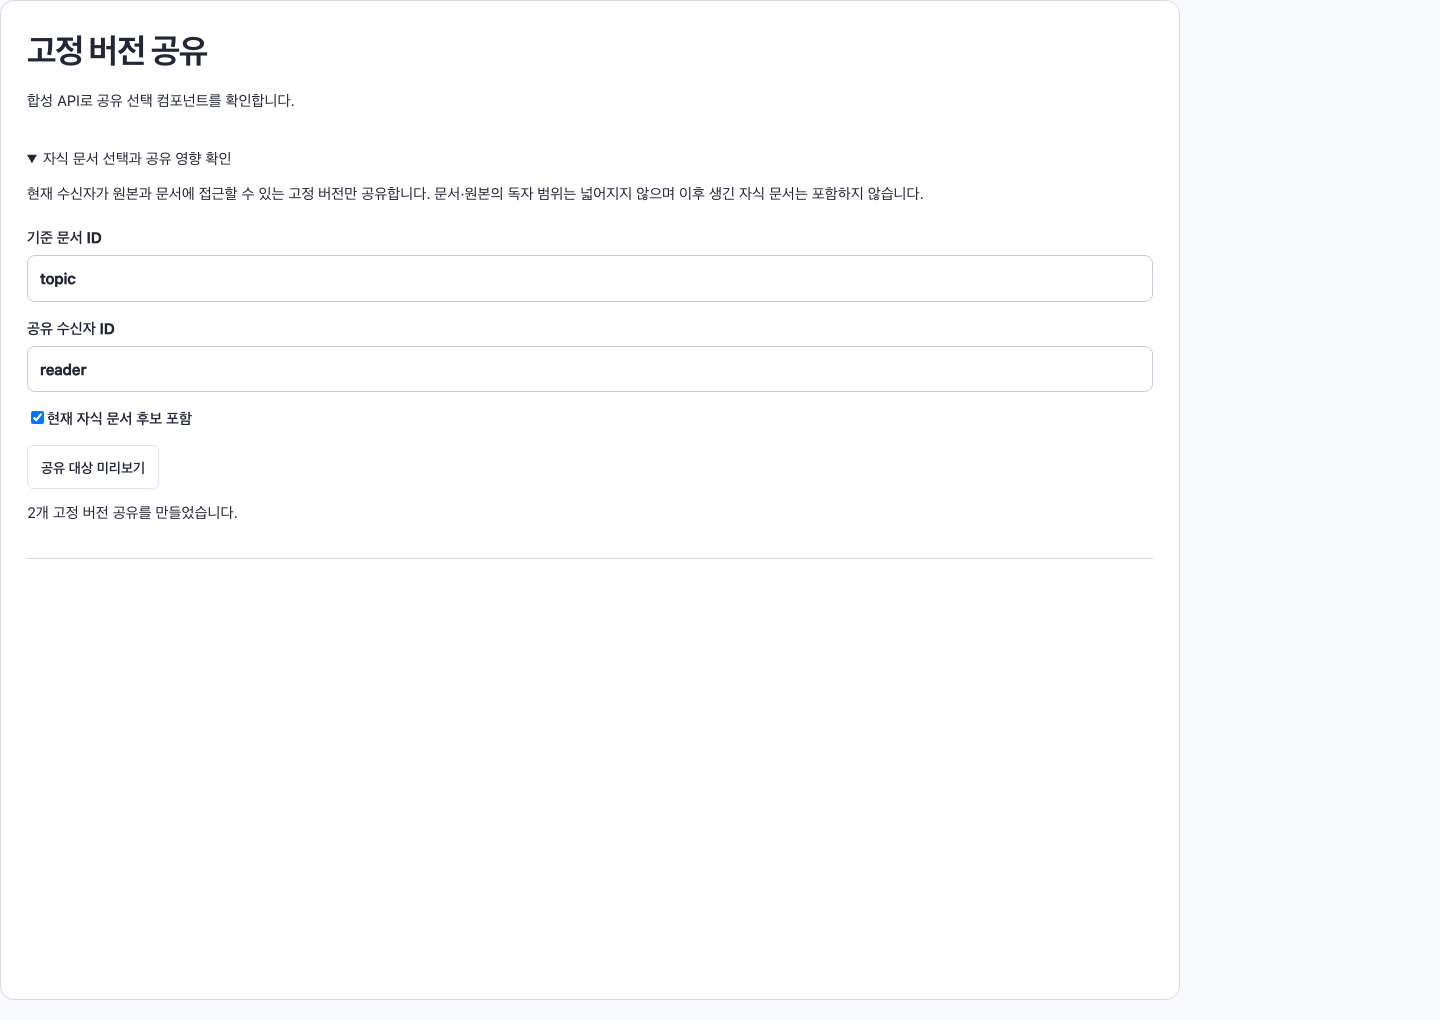 고정 버전 공유
합성 API로 공유 선택 컴포넌트를 확인합니다.
▼ 자식 문서 선택과 공유 영향 확인
현재 수신자가 원본과 문서에 접근할 수 있는 고정 버전만 공유합니다. 문서·원본의 독자 범위는 넓어지지 않으며 이후 생긴 자식 문서는 포함하지 않습니다.
기준 문서 ID
topic
공유 수신자 ID
reader
현재 자식 문서 후보 포함
공유 대상 미리보기
2개 고정 버전 공유를 만들었습니다.